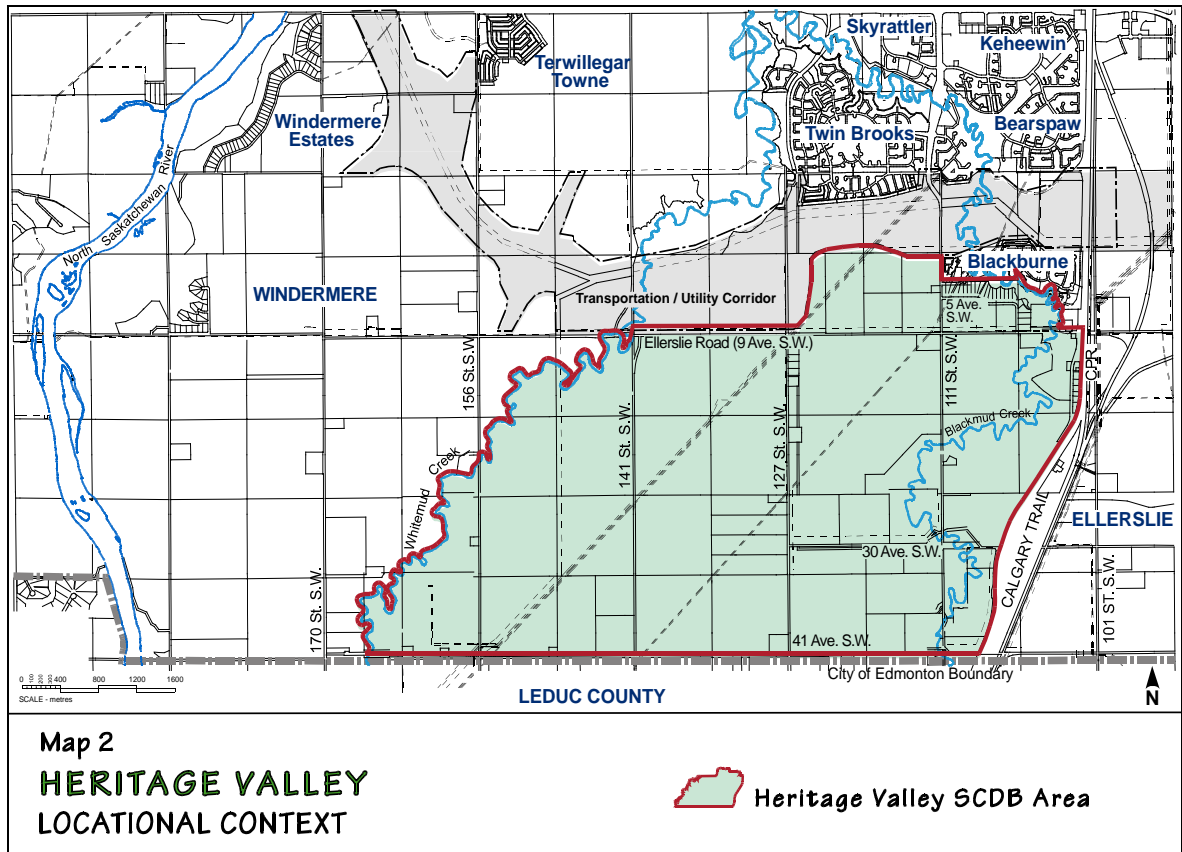 Skyrattler
Keheewin
Terwillegar
Towne
Windermere
Estates
Twin Brooks
Bearspaw
North Saskatchewan River
Blackburne
WINDERMERE
Transportation / Utility Corridor
5 Ave.
S.W.
Ellerslie Road (9 Ave. S.W.)
CPR
156 St. S.W.
111 St. S.W.
141 St. S.W.
127 St. S.W.
Blackmud Creek
Whitemud Creek
ELLERSLIE
30 Ave. S.W.
CALGARY TRAIL
170 St. S.W.
101 ST. S.W.
41 Ave. S.W.
City of Edmonton Boundary
0 100 200 400 800 1200 1600
SCALE - metres
LEDUC COUNTY
N
Map 2
HERITAGE VALLEY
LOCATIONAL CONTEXT
Heritage Valley SCDB Area